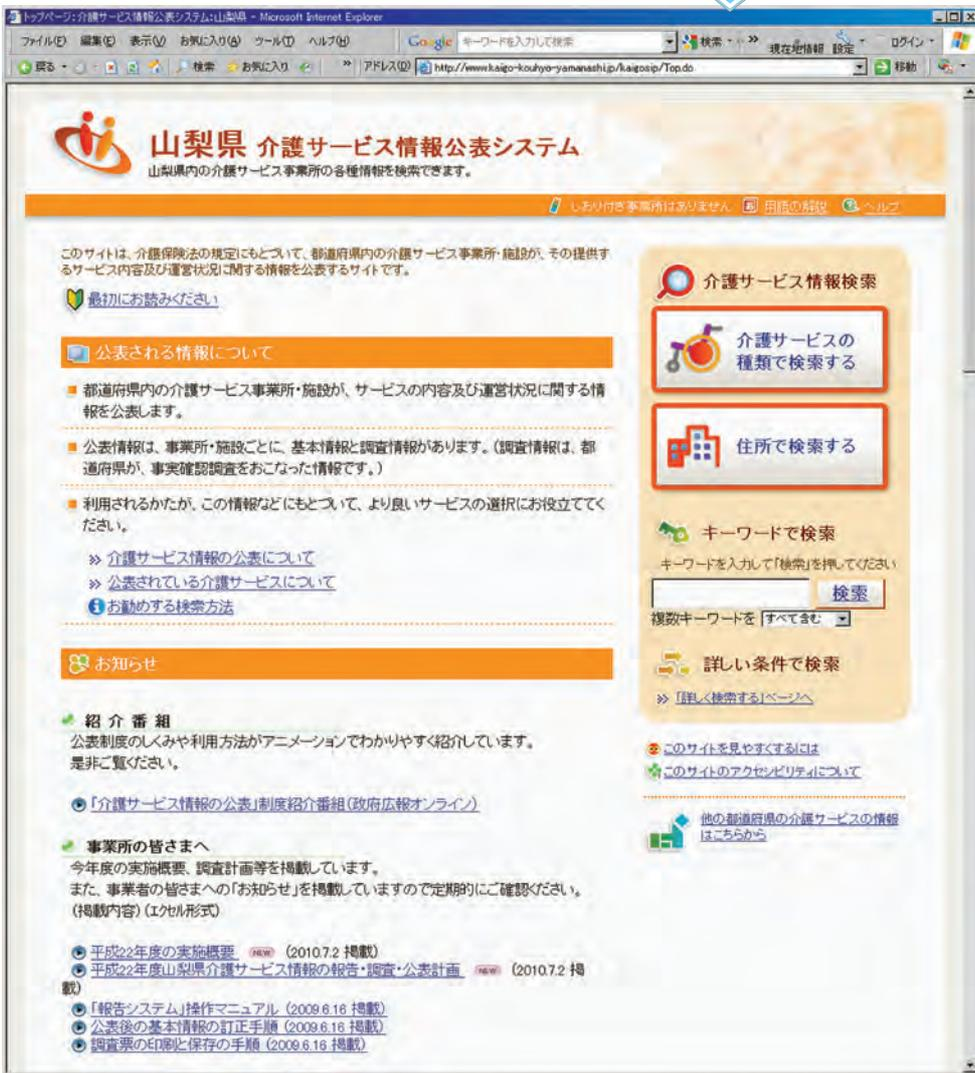 トップページ:介護サービス情報公表システム:山梨県 - Microsoft Internet Explorer
ファイル(F) 編集(E) 表示(V) お気に入り(A) ツール(T) ヘルプ(H) Google キーワードを入力して検索 検索 » 現在地情報 設定 ログイン
戻る 検索 お気に入り » アドレス(D) http://www.kaigo-kouhyo-yamanashi.jp/kaigosip/Top.do 移動
山梨県 介護サービス情報公表システム
山梨県内の介護サービス事業所の各種情報を検索できます。
しおり付き事業所はありません 用語の解説 ヘルプ
このサイトは、介護保険法の規定にもとづいて、都道府県内の介護サービス事業所・施設が、その提供す
るサービス内容及び運営状況に関する情報を公表するサイトです。
最初にお読みください
公表される情報について
都道府県内の介護サービス事業所・施設が、サービスの内容及び運営状況に関する情
報を公表します。
公表情報は、事業所・施設ごとに、基本情報と調査情報があります。(調査情報は、都
道府県が、事実確認調査をおこなった情報です。)
利用されるかたが、この情報などにもとづいて、より良いサービスの選択にお役立ててく
ださい。
» 介護サービス情報の公表について
» 公表されている介護サービスについて
お勧めする検索方法
お知らせ
紹介番組
公表制度のしくみや利用方法がアニメーションでわかりやすく紹介しています。
是非ご覧ください。
「介護サービス情報の公表」制度紹介番組(政府広報オンライン)
事業所の皆さまへ
今年度の実施概要、調査計画等を掲載しています。
また、事業者の皆さまへの「お知らせ」を掲載していますので定期的にご確認ください。
(掲載内容)(エクセル形式)
平成22年度の実施概要 NEW (2010.7.2 掲載)
平成22年度山梨県介護サービス情報の報告・調査・公表計画 NEW (2010.7.2 掲
載)
「報告システム」操作マニュアル (2009.6.16 掲載)
公表後の基本情報の訂正手順 (2009.6.16 掲載)
調査票の印刷と保存の手順 (2009.6.16 掲載)
介護サービス情報検索
介護サービスの
種類で検索する
住所で検索する
キーワードで検索
キーワードを入力して「検索」を押してください
検索
複数キーワードを すべて含む
詳しい条件で検索
» 「詳しく検索する」ページへ
このサイトを見やすくするには
このサイトのアクセシビリティについて
他の都道府県の介護サービスの情報
はこちらから